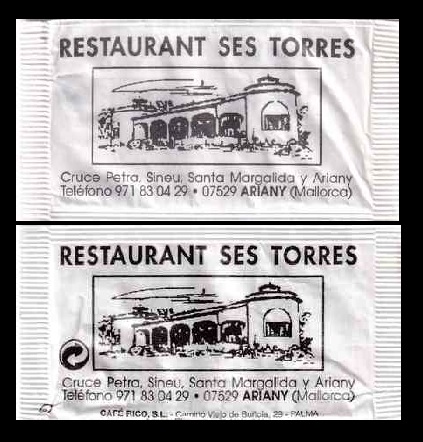 RESTAURANT SES TORRES
Cruce Petra, Sineu, Santa Margalida y Ariany
Teléfono 971 83 04 29 • 07529 ARIANY (Mallorca)
RESTAURANT SES TORRES
Cruce Petra, Sineu, Santa Margalida y Ariany
Teléfono 971 83 04 29 • 07529 ARIANY (Mallorca)
CAFÉ RICO, S.L. - Camino Viejo de Buñola, 29 - PALMA